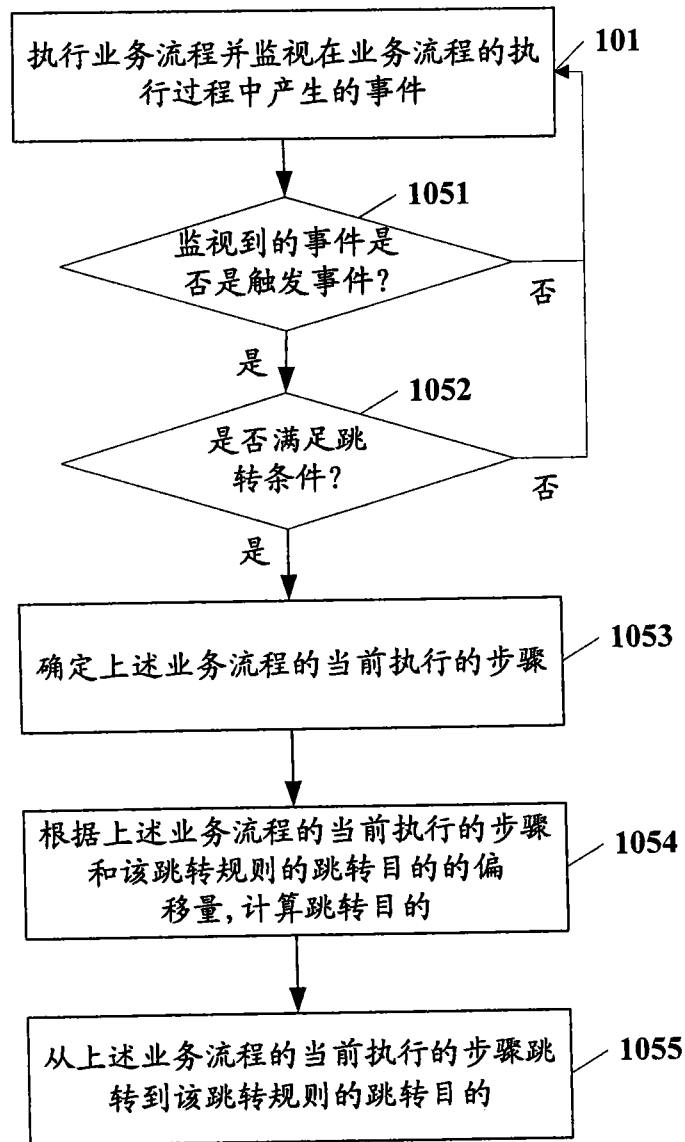 执行业务流程并监视在业务流程的执
行过程中产生的事件
101
1051
监视到的事件是
否是触发事件?
否
是
1052
是否满足跳
转条件?
否
是
1053
确定上述业务流程的当前执行的步骤
根据上述业务流程的当前执行的步骤
和该跳转规则的跳转目的的偏
移量,计算跳转目的
1054
从上述业务流程的当前执行的步骤跳
转到该跳转规则的跳转目的
1055